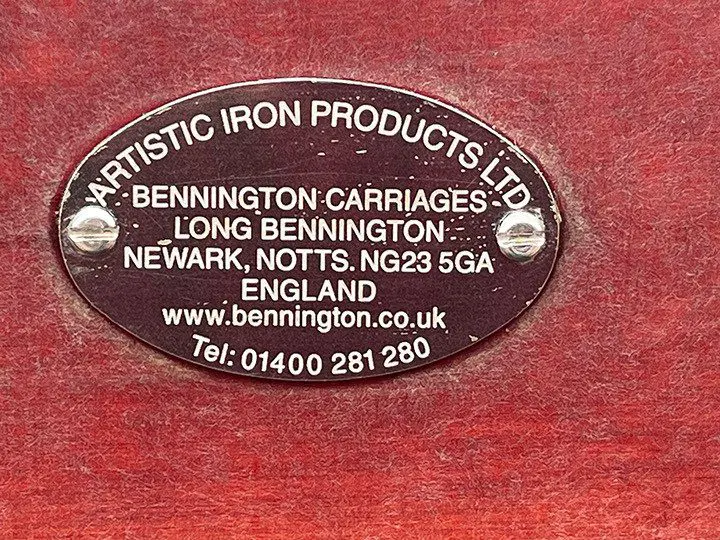 ARTISTIC IRON PRODUCTS LTD
BENNINGTON CARRIAGES
LONG BENNINGTON
NEWARK, NOTTS. NG23 5GA
ENGLAND
www.bennington.co.uk
Tel: 01400 281 280